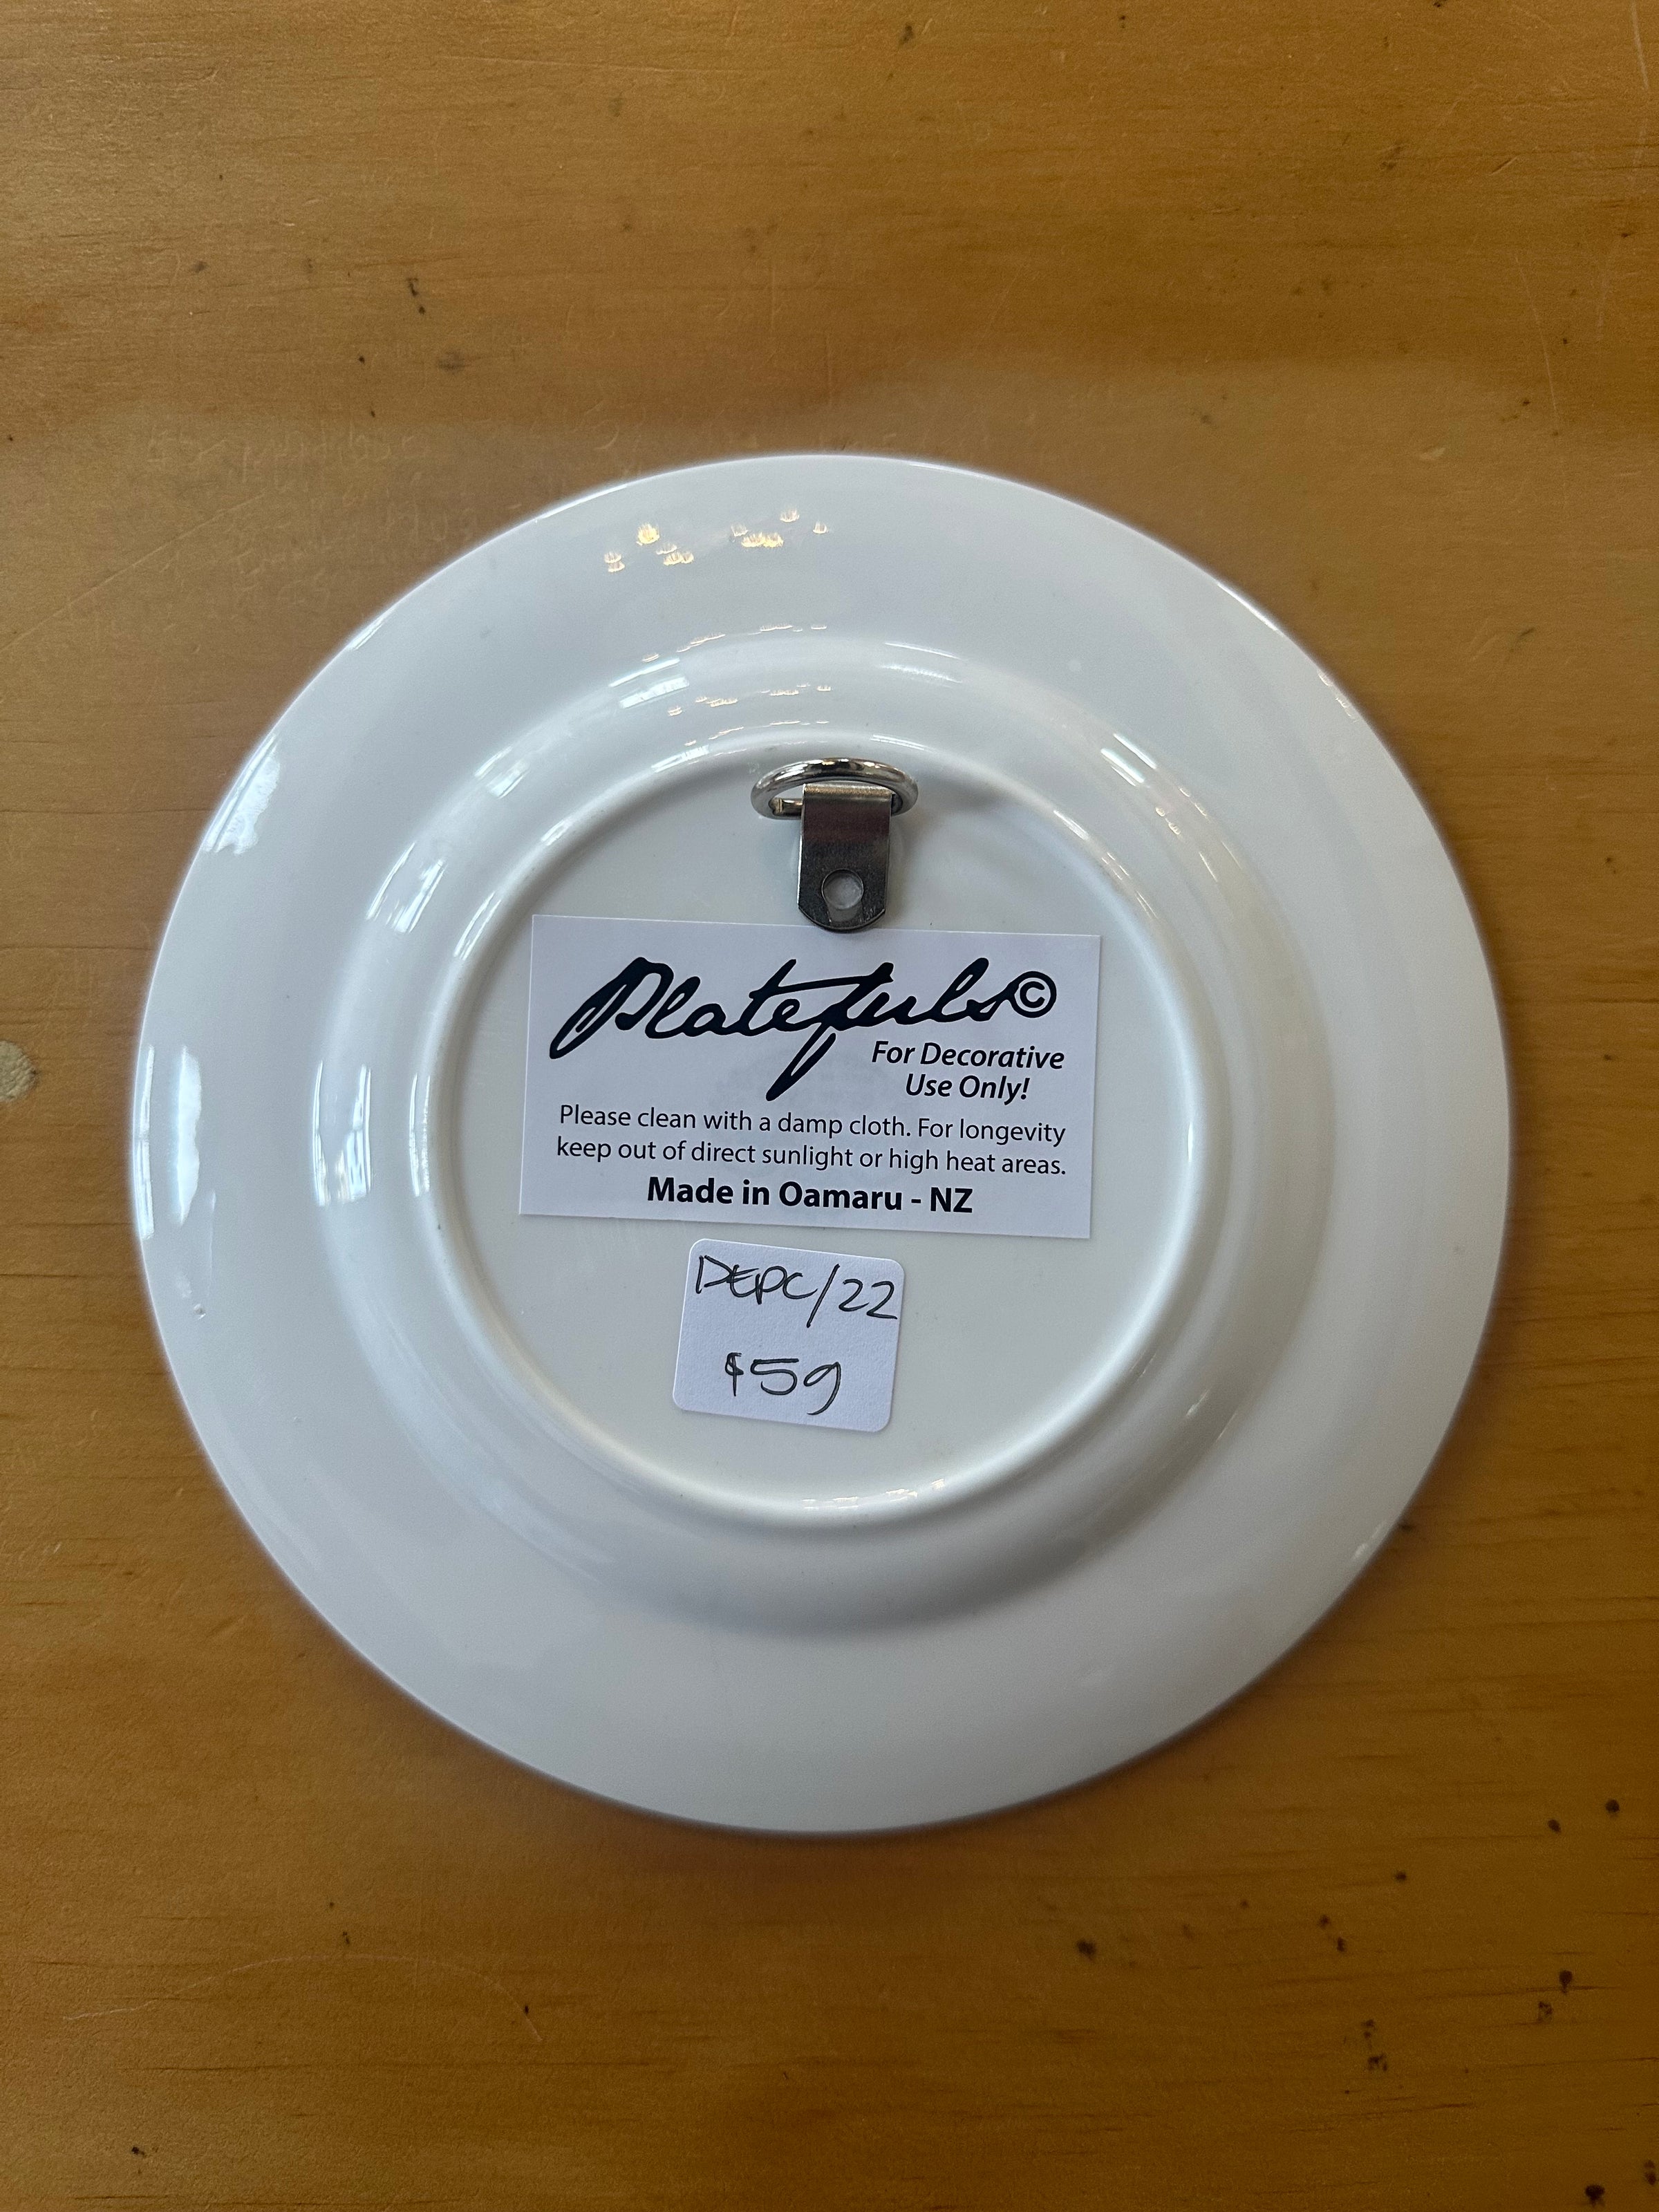 Platefuls©
For Decorative
Use Only!
Please clean with a damp cloth. For longevity
keep out of direct sunlight or high heat areas.
Made in Oamaru - NZ
DEPC/22
$59